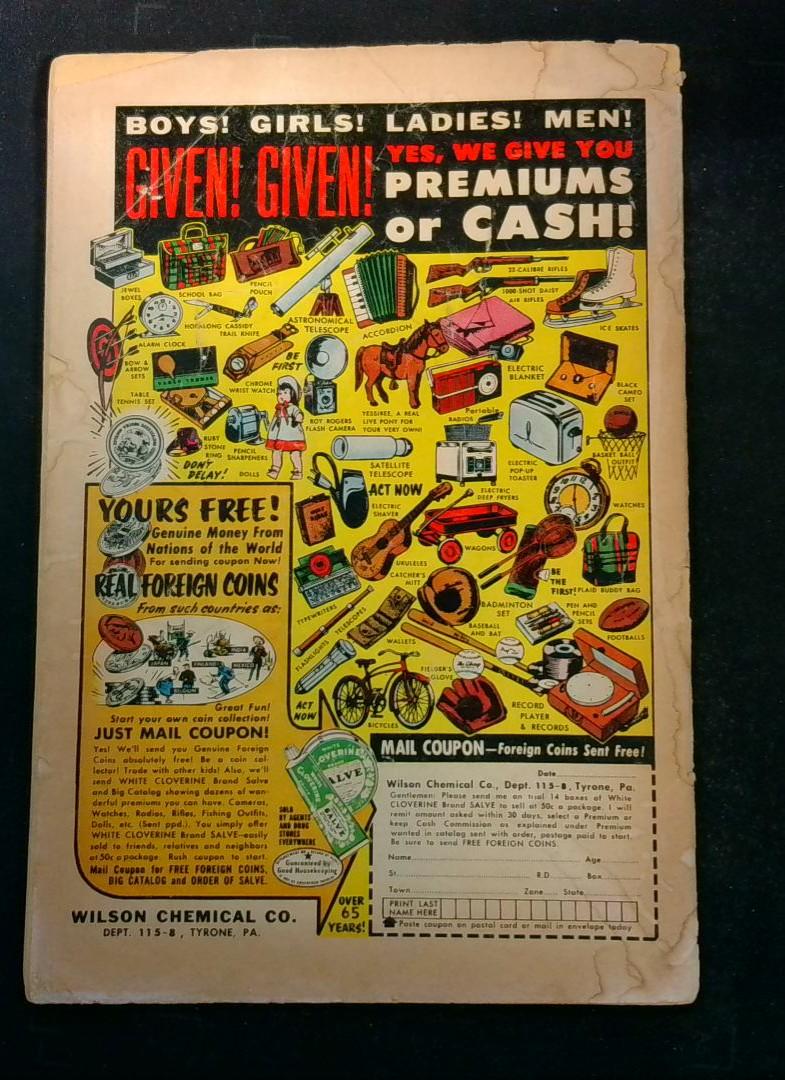 BOYS! GIRLS! LADIES! MEN!
GIVEN! GIVEN!
YES, WE GIVE YOU
PREMIUMS
or CASH!
JEWEL
BOXES
SCHOOL BAG
PENCIL
POUCH
ASTRONOMICAL
TELESCOPE
ACCORDION
22-CALIBRE RIFLES
1000-SHOT DAISY
AIR RIFLES
ICE SKATES
ALARM CLOCK
HOPALONG CASSIDY
TRAIL KNIFE
BOW &
ARROW
SETS
TABLE TENNIS
TABLE
TENNIS SET
CHROME
WRIST WATCH
BE
FIRST
ROY ROGERS
FLASH CAMERA
YESSIREE, A REAL
LIVE PONY FOR
YOUR VERY OWN!
Portable
RADIOS
ELECTRIC
BLANKET
BLACK
CAMEO
SET
RUBY
STONE
RING
PENCIL
SHARPENERS
DOLLS
DON'T
DELAY!
SATELLITE
TELESCOPE
ELECTRIC
DEEP FRYERS
ELECTRIC
POP-UP
TOASTER
BASKET BALL
OUTFIT
ACT NOW
ELECTRIC
SHAVER
UKULELES
WAGONS
WATCHES
TYPEWRITERS
TELESCOPES
CATCHER'S
MITT
BADMINTON
SET
BE
THE
FIRST!
PLAID BUDDY BAG
FLASHLIGHTS
WALLETS
BASEBALL
AND BAT
PEN AND
PENCIL
SETS
FOOTBALLS
ACT
NOW
BICYCLES
FIELDER'S
GLOVE
RECORD
PLAYER
& RECORDS
YOURS FREE!
Genuine Money From
Nations of the World
For sending coupon Now!
REAL FOREIGN COINS
From such countries as:
JAPAN
FINLAND
INDIA
MEXICO
BELGIUM
Great Fun!
Start your own coin collection!
JUST MAIL COUPON!
Yes! We'll send you Genuine Foreign
Coins absolutely free! Be a coin col-
lector! Trade with other kids! Also, we'll
send WHITE CLOVERINE Brand Salve
and Big Catalog showing dozens of won-
derful premiums you can have. Cameras,
Watches, Radios, Rifles, Fishing Outfits,
Dolls, etc. (Sent ppd.). You simply offer
WHITE CLOVERINE Brand SALVE—easily
sold to friends, relatives and neighbors
at 50c a package. Rush coupon to start.
Mail Coupon for FREE FOREIGN COINS,
BIG CATALOG and ORDER OF SALVE.
WHITE
CLOVERINE
SALVE
SOLD
BY AGENTS
AND DRUG
STORES
EVERYWHERE
Guaranteed by
Good Housekeeping
OVER
65
YEARS!
WILSON CHEMICAL CO.
DEPT. 115-8, TYRONE, PA.
MAIL COUPON—Foreign Coins Sent Free!
Date
Wilson Chemical Co., Dept. 115-8, Tyrone, Pa.
Gentlemen: Please send me on trial 14 boxes of White
CLOVERINE Brand SALVE to sell at 50c a package. I will
remit amount asked within 30 days, select a Premium or
keep Cash Commission as explained under Premium
wanted in catalog sent with order, postage paid to start.
Be sure to send FREE FOREIGN COINS.
Name Age
St. R.D. Box
Town Zone State
PRINT LAST
NAME HERE
Paste coupon on postal card or mail in envelope today